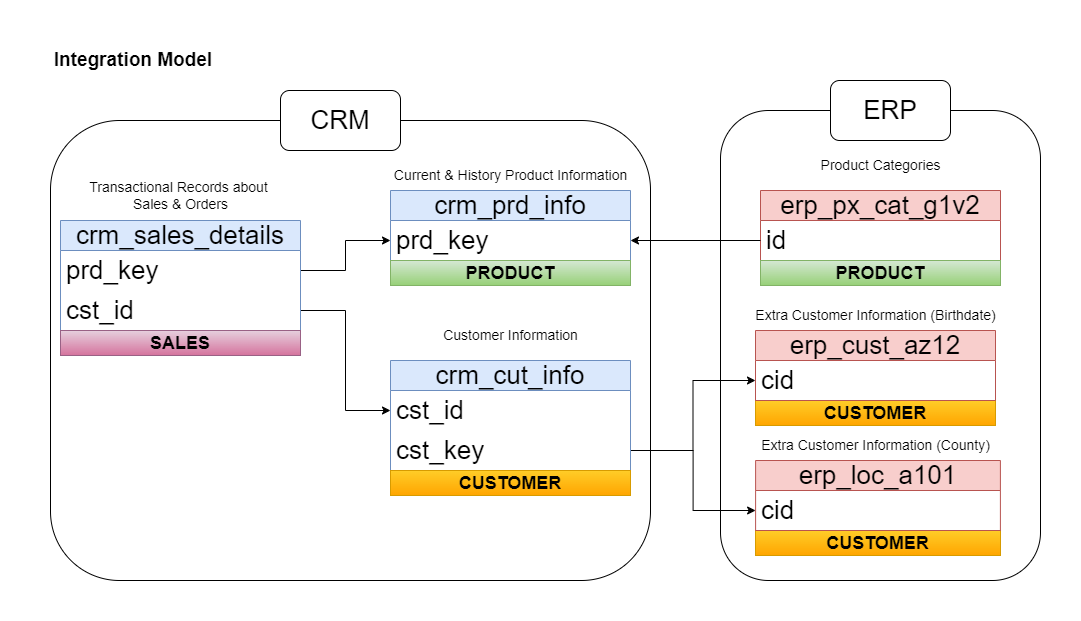 Integration Model
CRM
Transactional Records about
Sales & Orders
crm_sales_details
prd_key
cst_id
SALES
Current & History Product Information
crm_prd_info
prd_key
PRODUCT
Customer Information
crm_cut_info
cst_id
cst_key
CUSTOMER
ERP
Product Categories
erp_px_cat_g1v2
id
PRODUCT
Extra Customer Information (Birthdate)
erp_cust_az12
cid
CUSTOMER
Extra Customer Information (County)
erp_loc_a101
cid
CUSTOMER